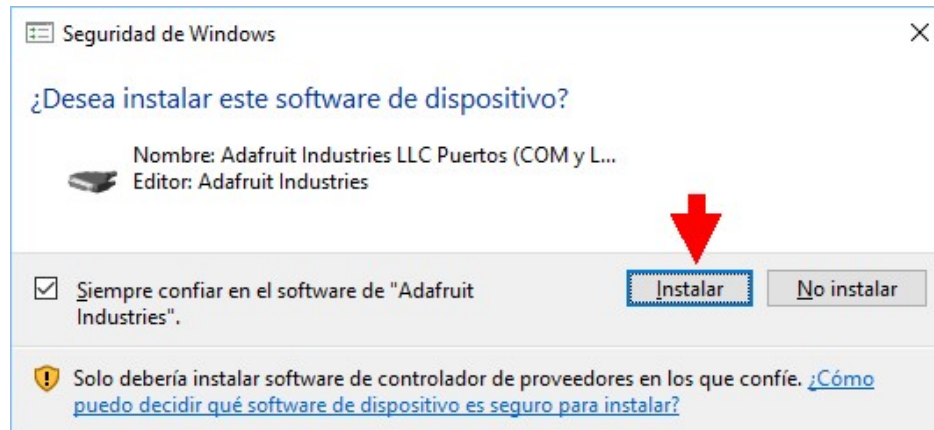 Seguridad de Windows
¿Desea instalar este software de dispositivo?
Nombre: Adafruit Industries LLC Puertos (COM y L...
Editor: Adafruit Industries
Siempre confiar en el software de "Adafruit
Industries".
Instalar
No instalar
Solo debería instalar software de controlador de proveedores en los que confíe. ¿Cómo
puedo decidir qué software de dispositivo es seguro para instalar?